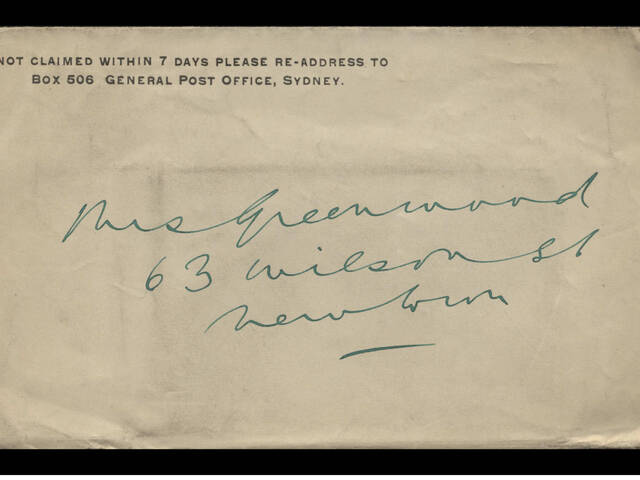 NOT CLAIMED WITHIN 7 DAYS PLEASE RE-ADDRESS TO
BOX 506 GENERAL POST OFFICE, SYDNEY.
Mrs Greenwood
63 Wilson St
Newtown